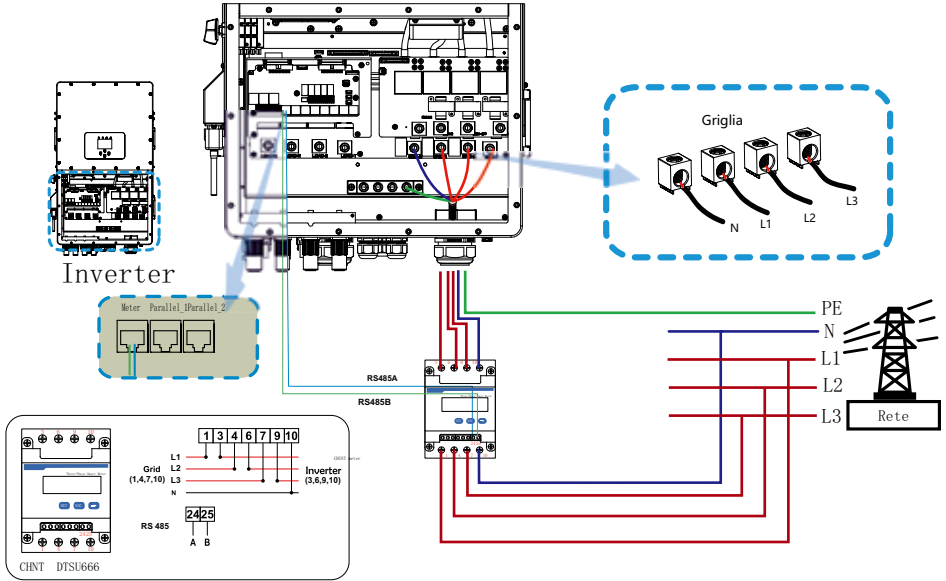 Griglia
N
L1
L2
L3
Inverter
Meter Parallel_1 Parallel_2
PE
N
L1
L2
L3
Rete
RS485A
RS485B
1 3 4 6 7 9 10
L1
L2
L3
N
Grid
(1,4,7,10)
CHNT meter
Inverter
(3,6,9,10)
24 25
RS 485
A B
CHNT DTSU666